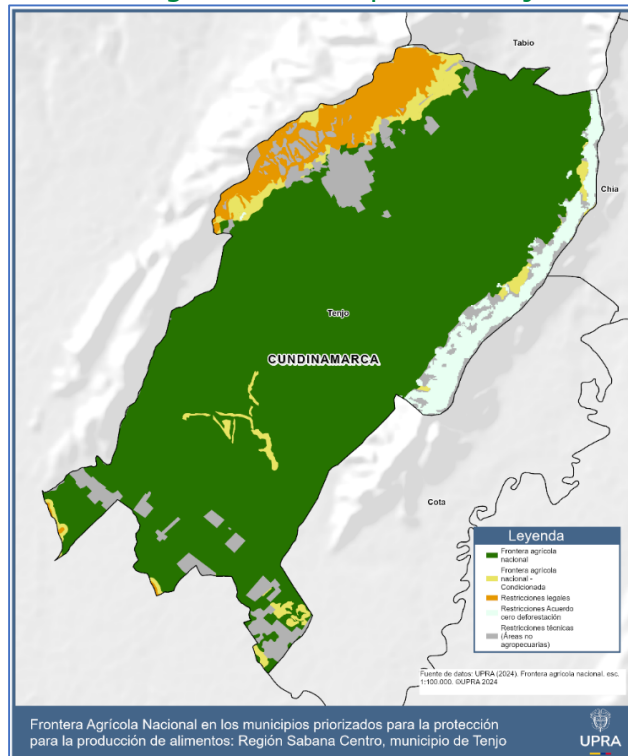 Tabio
Chia
Tenjo
CUNDINAMARCA
Cota
Leyenda
Frontera agrícola
nacional
Frontera agrícola
nacional -
Condicionada
Restricciones legales
Restricciones Acuerdo
cero deforestación
Restricciones técnicas
(Áreas no
agropecuarias)
Fuente de datos: UPRA (2024). Frontera agrícola nacional. esc.
1:100.000. ©UPRA 2024
Frontera Agrícola Nacional en los municipios priorizados para la protección
para la producción de alimentos: Región Sabana Centro, municipio de Tenjo
UPRA